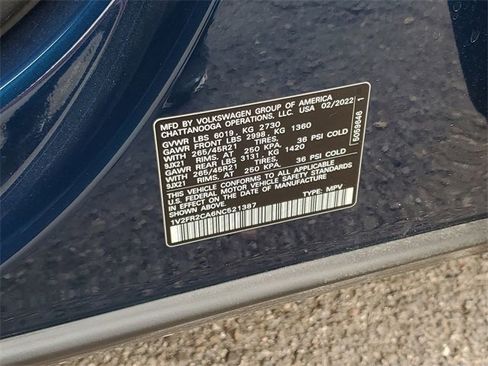 MFD BY VOLKSWAGEN GROUP OF AMERICA
CHATTANOOGA OPERATIONS, LLC. USA 02/2022
GVWR LBS 6019, KG 2730
GAWR FRONT LBS 2998, KG 1360
WITH 265/45R21
9JX21 RIMS, AT 250 KPA, 36 PSI COLD
GAWR REAR LBS 3131, KG 1420
WITH 265/45R21
9JX21 RIMS, AT 250 KPA, 36 PSI COLD
THIS VEHICLE CONFORMS TO ALL APPLICABLE
U.S. FEDERAL MOTOR VEHICLE SAFETY STANDARDS IN
EFFECT ON THE DATE OF MANUFACTURE SHOWN ABOVE.
1V2FR2CA6NC521387 TYPE: MPV